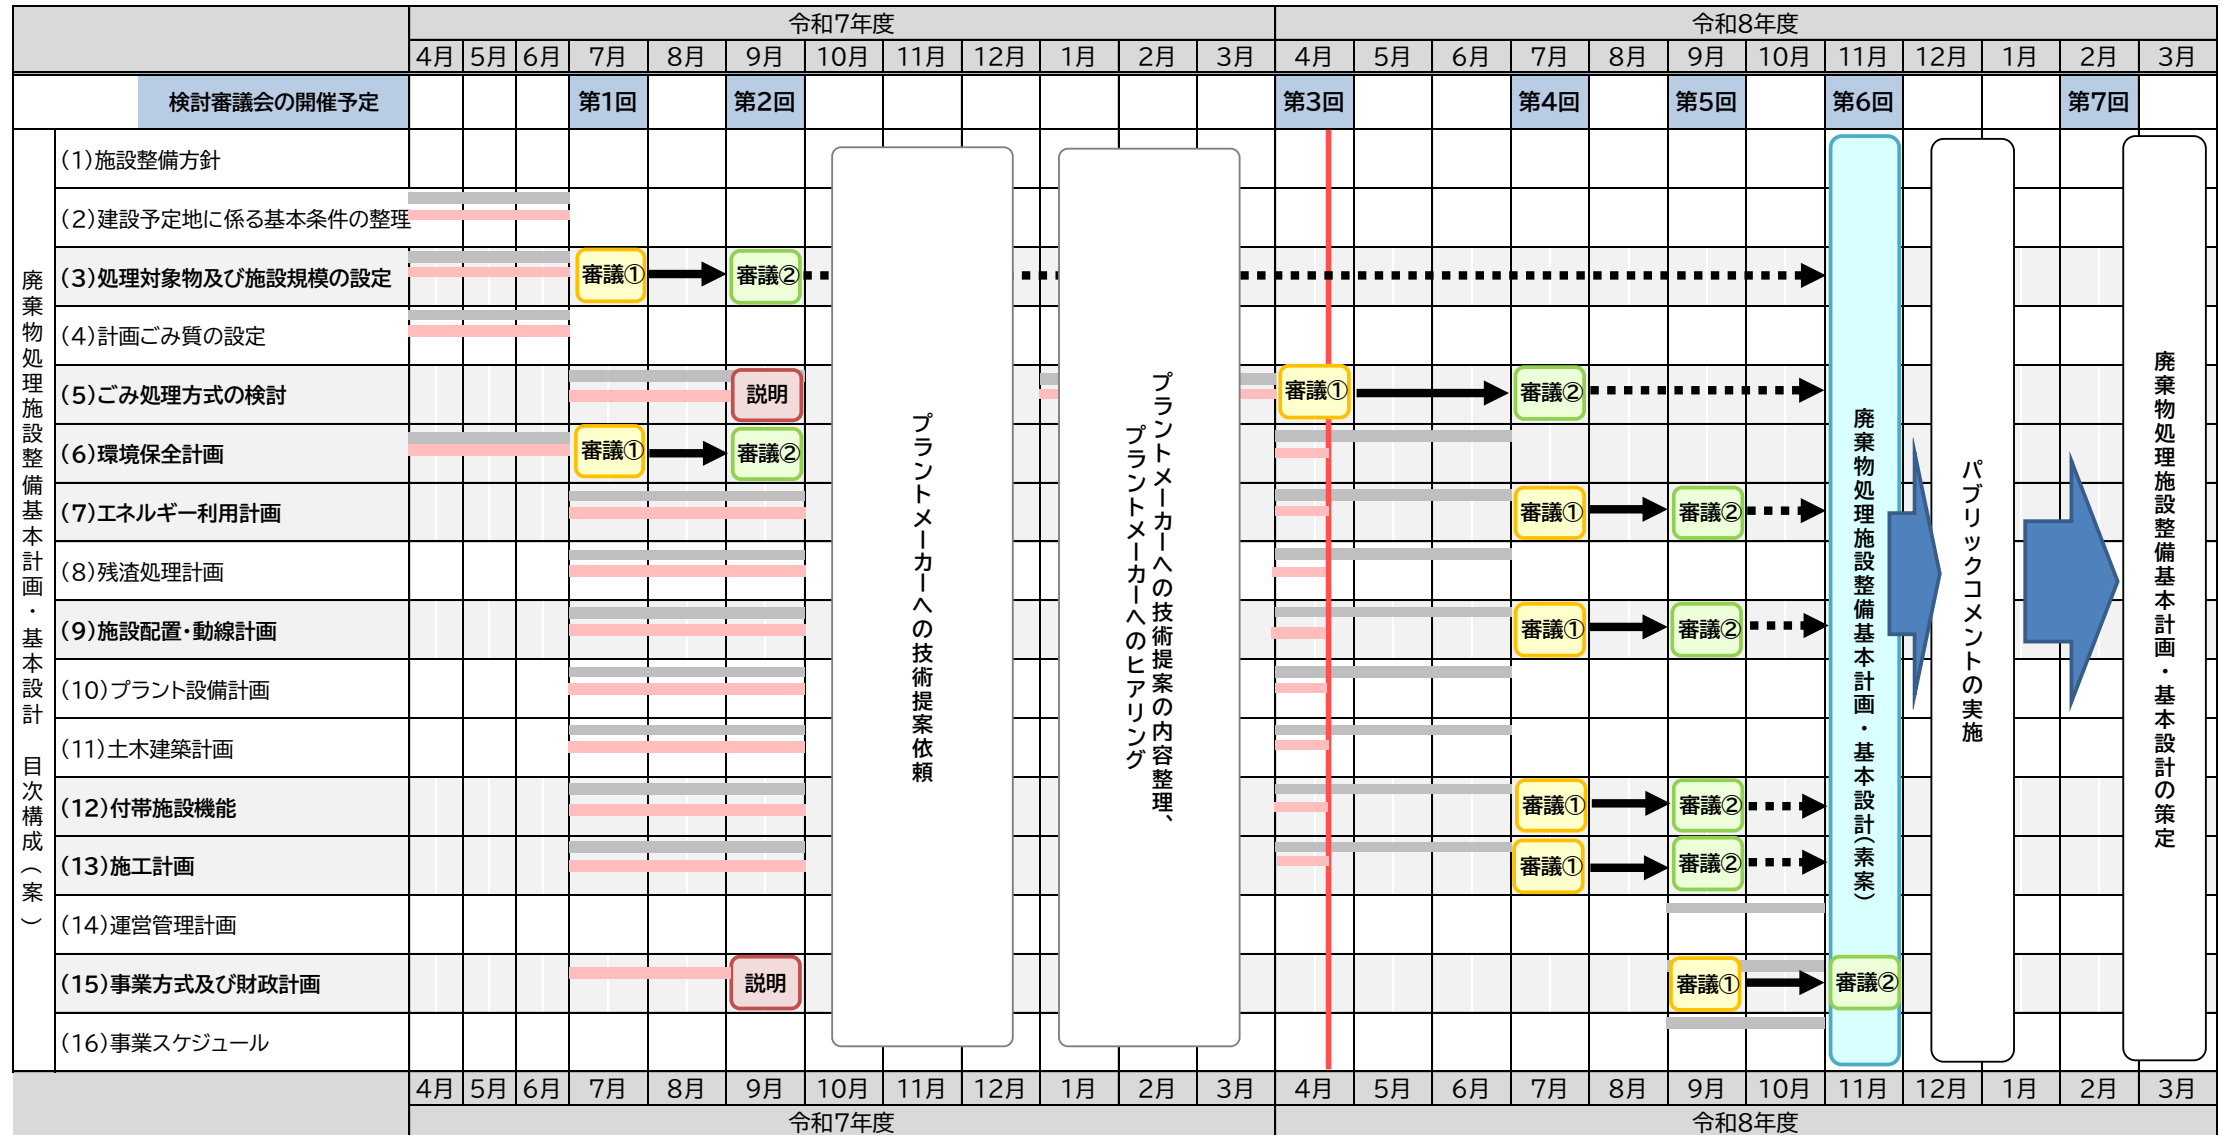 令和7年度 令和8年度
4月 5月 6月 7月 8月 9月 10月 11月 12月 1月 2月 3月 4月 5月 6月 7月 8月 9月 10月 11月 12月 1月 2月 3月
検討審議会の開催予定 第1回 第2回 第3回 第4回 第5回 第6回 第7回
廃棄物処理施設整備基本計画・基本設計 目次構成(案)
(1)施設整備方針
(2)建設予定地に係る基本条件の整理
(3)処理対象物及び施設規模の設定 審議① 審議②
(4)計画ごみ質の設定
(5)ごみ処理方式の検討 説明 審議① 審議②
(6)環境保全計画 審議① 審議②
(7)エネルギー利用計画 審議① 審議②
(8)残渣処理計画
(9)施設配置・動線計画 審議① 審議②
(10)プラント設備計画
(11)土木建築計画
(12)付帯施設機能 審議① 審議②
(13)施工計画 審議① 審議②
(14)運営管理計画
(15)事業方式及び財政計画 説明 審議① 審議②
(16)事業スケジュール
プラントメーカーへの技術提案依頼
プラントメーカーへの技術提案の内容整理、
プラントメーカーへのヒアリング
廃棄物処理施設整備基本計画・基本設計(素案)
パブリックコメントの実施
廃棄物処理施設整備基本計画・基本設計の策定
4月 5月 6月 7月 8月 9月 10月 11月 12月 1月 2月 3月 4月 5月 6月 7月 8月 9月 10月 11月 12月 1月 2月 3月
令和7年度 令和8年度